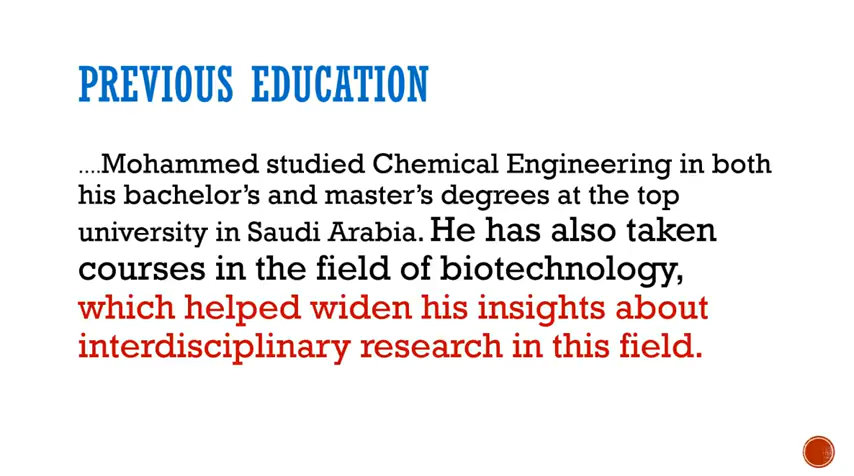 PREVIOUS EDUCATION
....Mohammed studied Chemical Engineering in both
his bachelor's and master's degrees at the top
university in Saudi Arabia. He has also taken
courses in the field of biotechnology,
which helped widen his insights about
interdisciplinary research in this field.